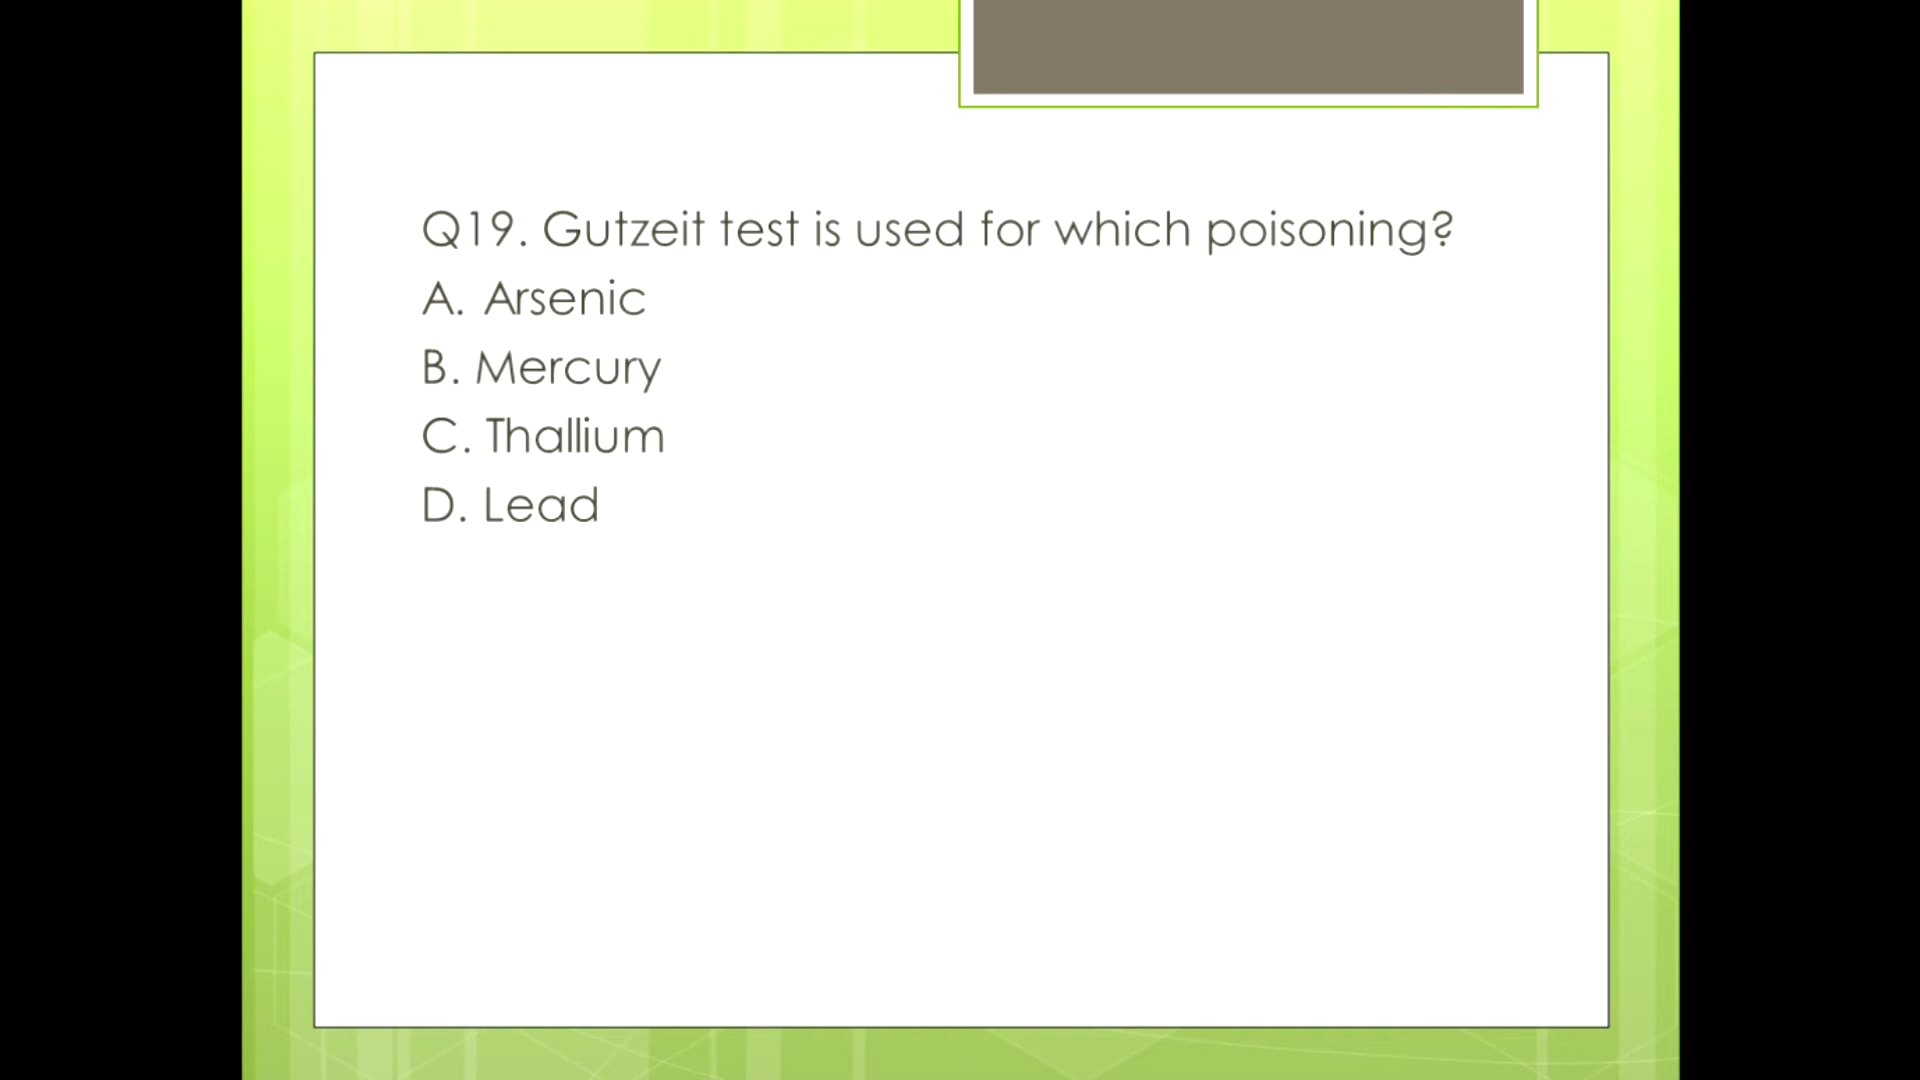 Q19. Gutzeit test is used for which poisoning?
A. Arsenic
B. Mercury
C. Thallium
D. Lead